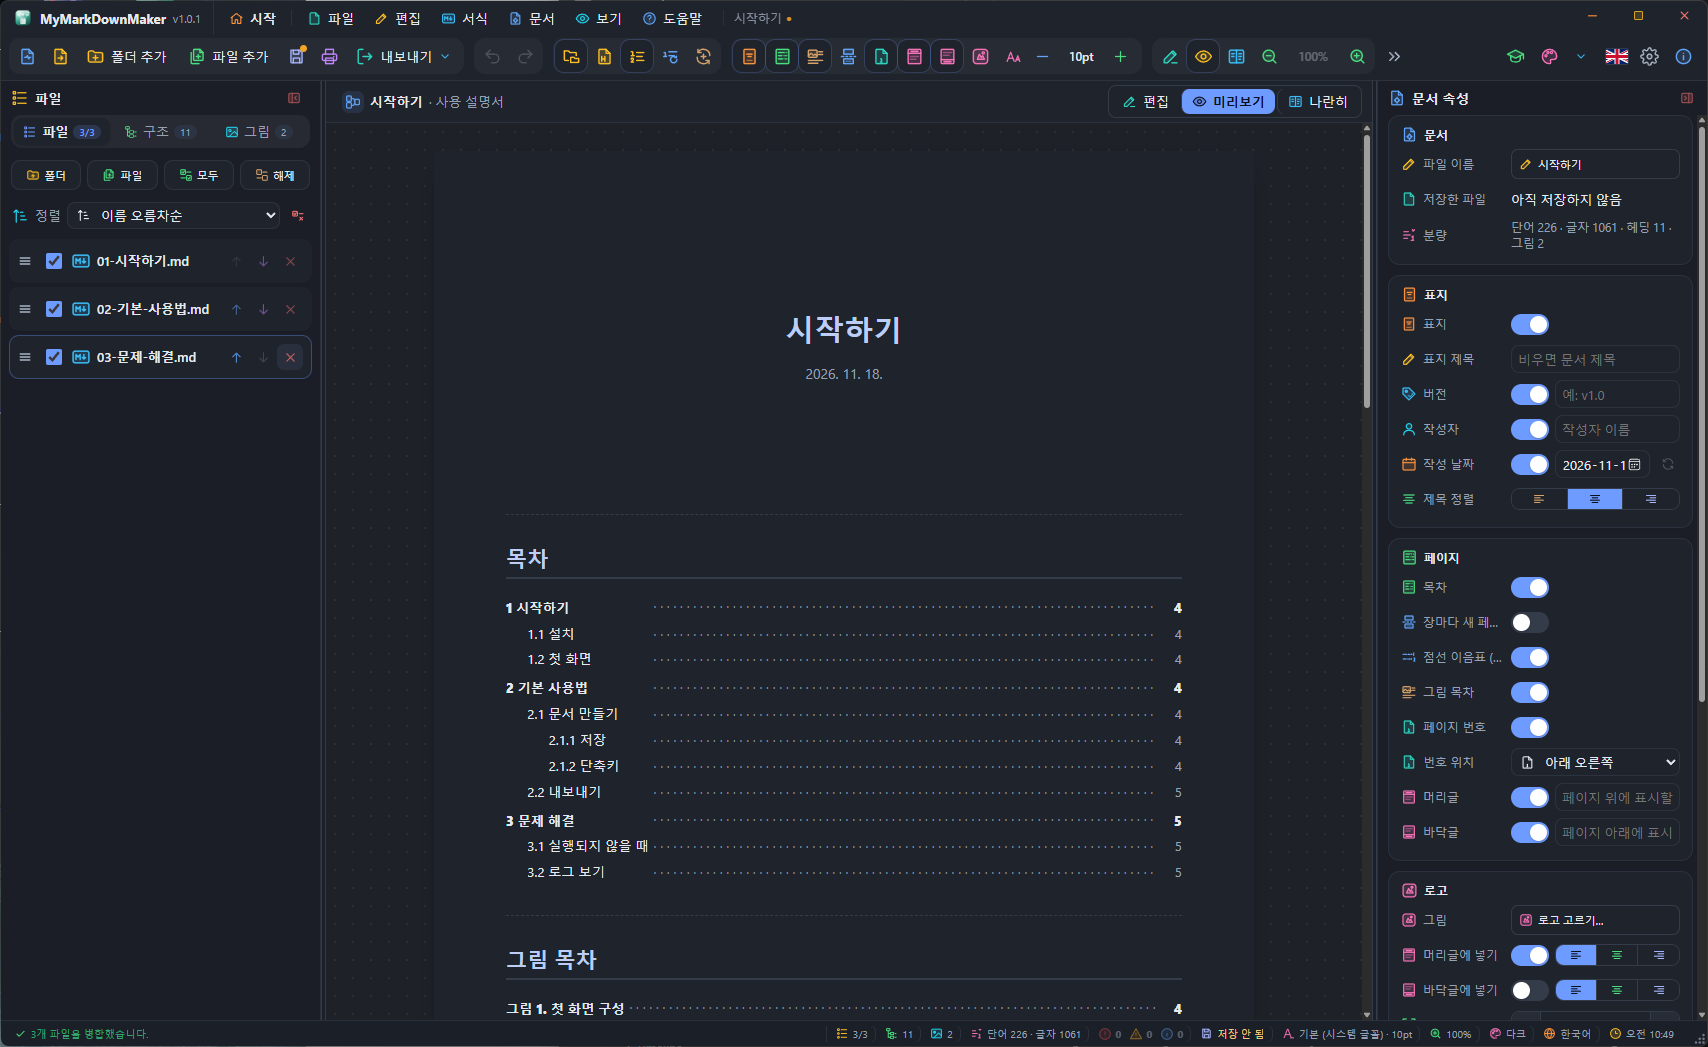 MyMarkDownMaker v1.0.1
시작
파일
편집
서식
문서
보기
도움말
시작하기
폴더 추가
파일 추가
내보내기
10pt
100%
파일
파일 3/3
구조 11
그림 2
폴더
파일
모두
해제
정렬
이름 오름차순
01-시작하기.md
02-기본-사용법.md
03-문제-해결.md
시작하기 · 사용 설명서
편집
미리보기
나란히
시작하기
2026. 11. 18.
목차
1 시작하기 4
1.1 설치 4
1.2 첫 화면 4
2 기본 사용법 4
2.1 문서 만들기 4
2.1.1 저장 4
2.1.2 단축키 4
2.2 내보내기 5
3 문제 해결 5
3.1 실행되지 않을 때 5
3.2 로그 보기 5
그림 목차
그림 1. 첫 화면 구성 4
문서 속성
문서
파일 이름 시작하기
저장한 파일 아직 저장하지 않음
분량 단어 226 · 글자 1061 · 헤딩 11 ·
그림 2
표지
표지
표지 제목 비우면 문서 제목
버전 예: v1.0
작성자 작성자 이름
작성 날짜 2026-11-1
제목 정렬
페이지
목차
장마다 새 페...
점선 이음표 (...
그림 목차
페이지 번호
번호 위치 아래 오른쪽
머리글 페이지 위에 표시할
바닥글 페이지 아래에 표시
로고
그림 로고 고르기...
머리글에 넣기
바닥글에 넣기
3개 파일을 병합했습니다.
3/3
11
2
단어 226 · 글자 1061
0
0
0
저장 안 됨
기본 (시스템 글꼴) · 10pt
100%
다크
한국어
오전 10:49